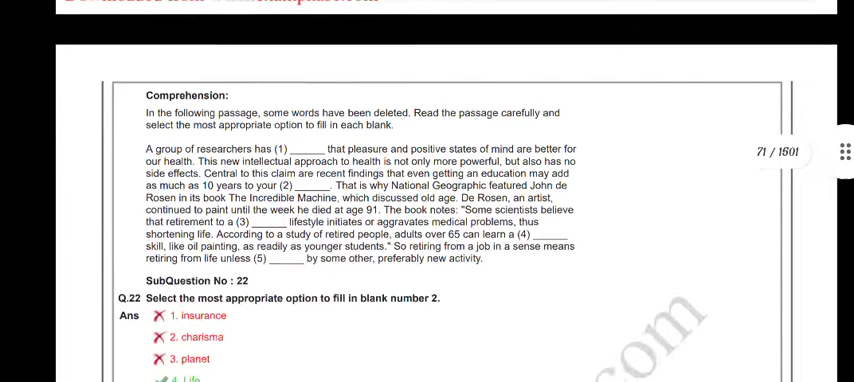 Comprehension:
In the following passage, some words have been deleted. Read the passage carefully and
select the most appropriate option to fill in each blank.
A group of researchers has (1) ______ that pleasure and positive states of mind are better for
our health. This new intellectual approach to health is not only more powerful, but also has no
side effects. Central to this claim are recent findings that even getting an education may add
as much as 10 years to your (2) ______. That is why National Geographic featured John de
Rosen in its book The Incredible Machine, which discussed old age. De Rosen, an artist,
continued to paint until the week he died at age 91. The book notes: "Some scientists believe
that retirement to a (3) ______ lifestyle initiates or aggravates medical problems, thus
shortening life. According to a study of retired people, adults over 65 can learn a (4) ______
skill, like oil painting, as readily as younger students." So retiring from a job in a sense means
retiring from life unless (5) ______ by some other, preferably new activity.
71 / 1501
SubQuestion No : 22
Q.22 Select the most appropriate option to fill in blank number 2.
Ans 1. insurance
2. charisma
3. planet
4. Life
com